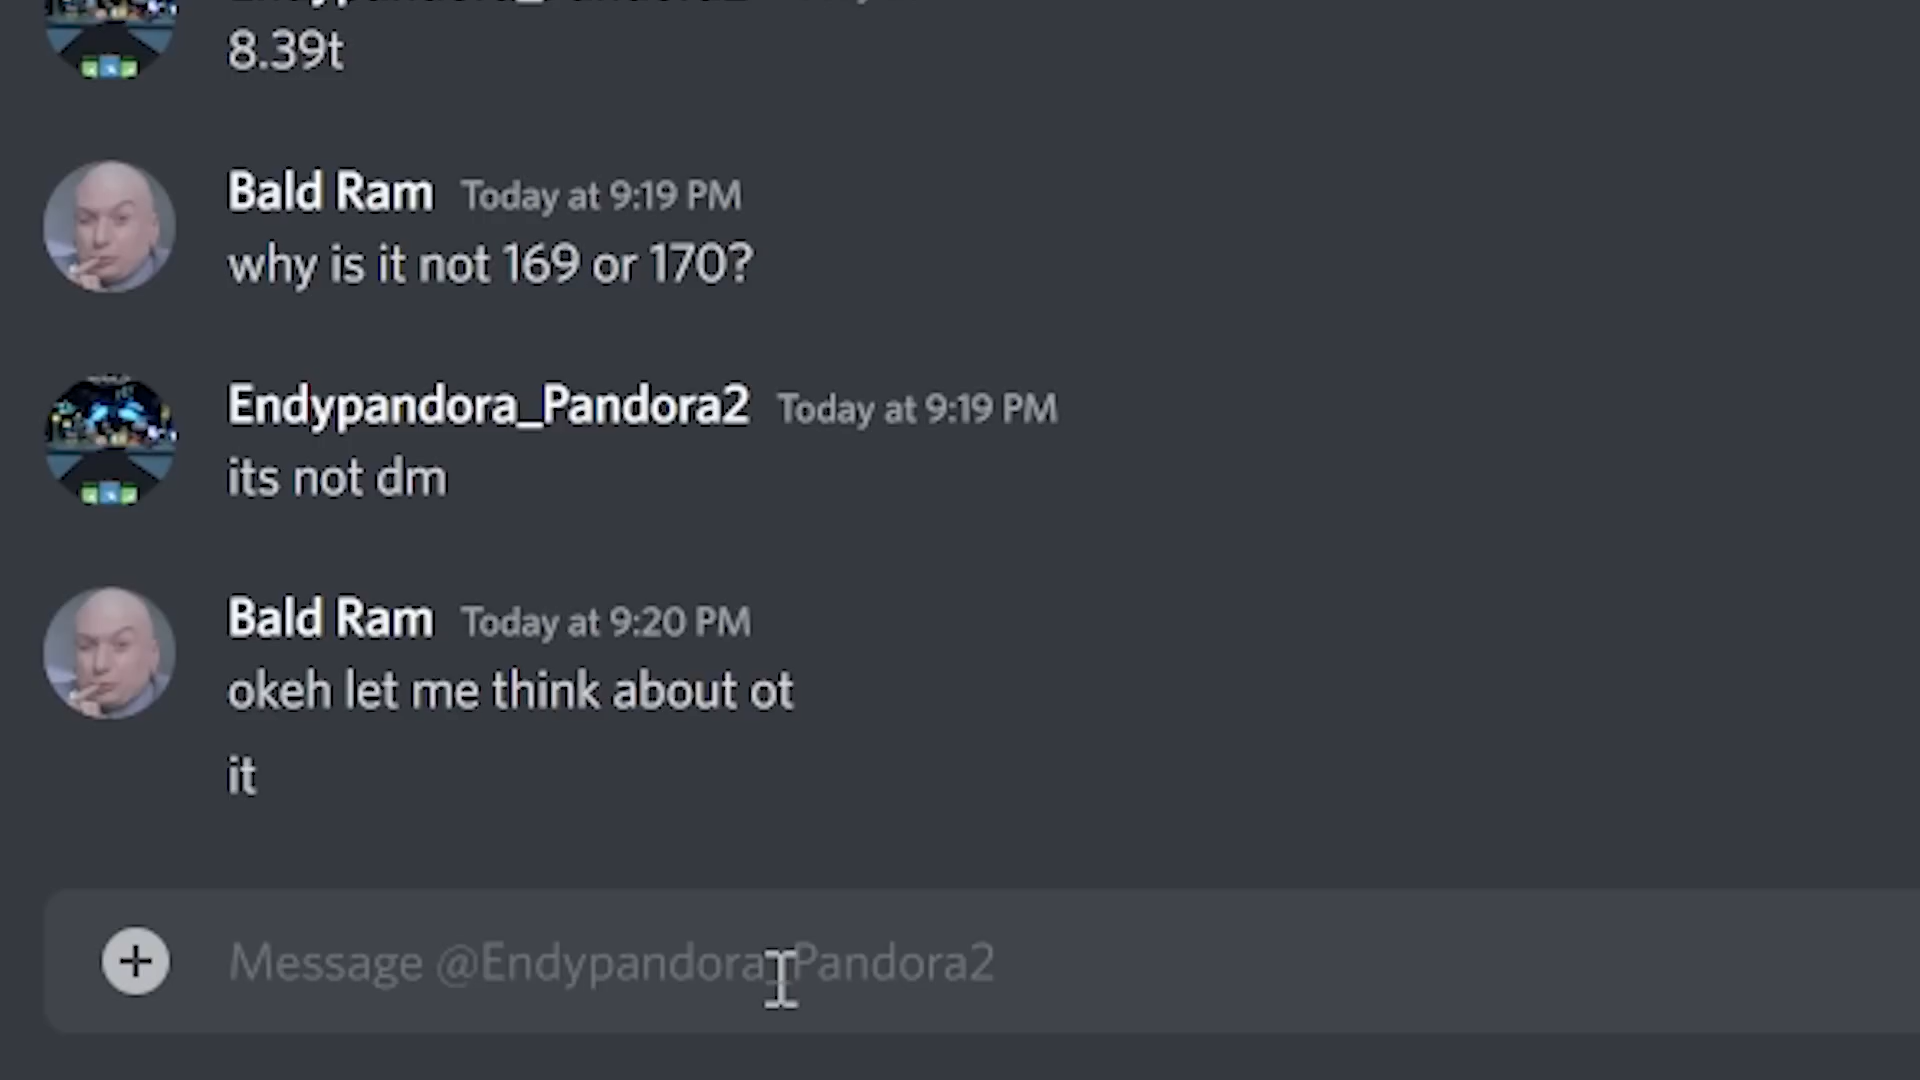 8.39t
Bald Ram Today at 9:19 PM
why is it not 169 or 170?
Endypandora_Pandora2 Today at 9:19 PM
its not dm
Bald Ram Today at 9:20 PM
okeh let me think about ot
it
Message @Endypandora_Pandora2